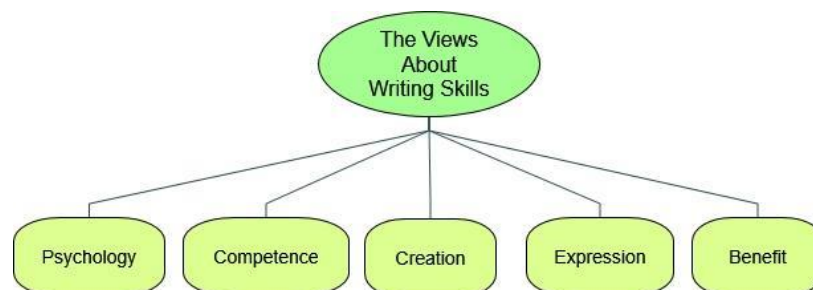 The Views
About
Writing Skills
Psychology
Competence
Creation
Expression
Benefit